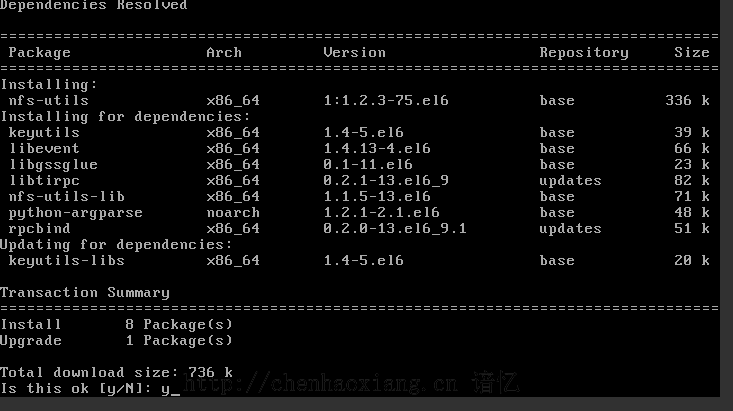 Dependencies Resolved
================================================================================
Package Arch Version Repository Size
================================================================================
Installing:
nfs-utils x86_64 1:1.2.3-75.el6 base 336 k
Installing for dependencies:
keyutils x86_64 1.4-5.el6 base 39 k
libevent x86_64 1.4.13-4.el6 base 66 k
libgssglue x86_64 0.1-11.el6 base 23 k
libtirpc x86_64 0.2.1-13.el6_9 updates 82 k
nfs-utils-lib x86_64 1.1.5-13.el6 base 71 k
python-argparse noarch 1.2.1-2.1.el6 base 48 k
rpcbind x86_64 0.2.0-13.el6_9.1 updates 51 k
Updating for dependencies:
keyutils-libs x86_64 1.4-5.el6 base 20 k
Transaction Summary
================================================================================
Install 8 Package(s)
Upgrade 1 Package(s)
Total download size: 736 k
Is this ok [y/N]: y_
http://chenhaoxiang.cn 谙忆